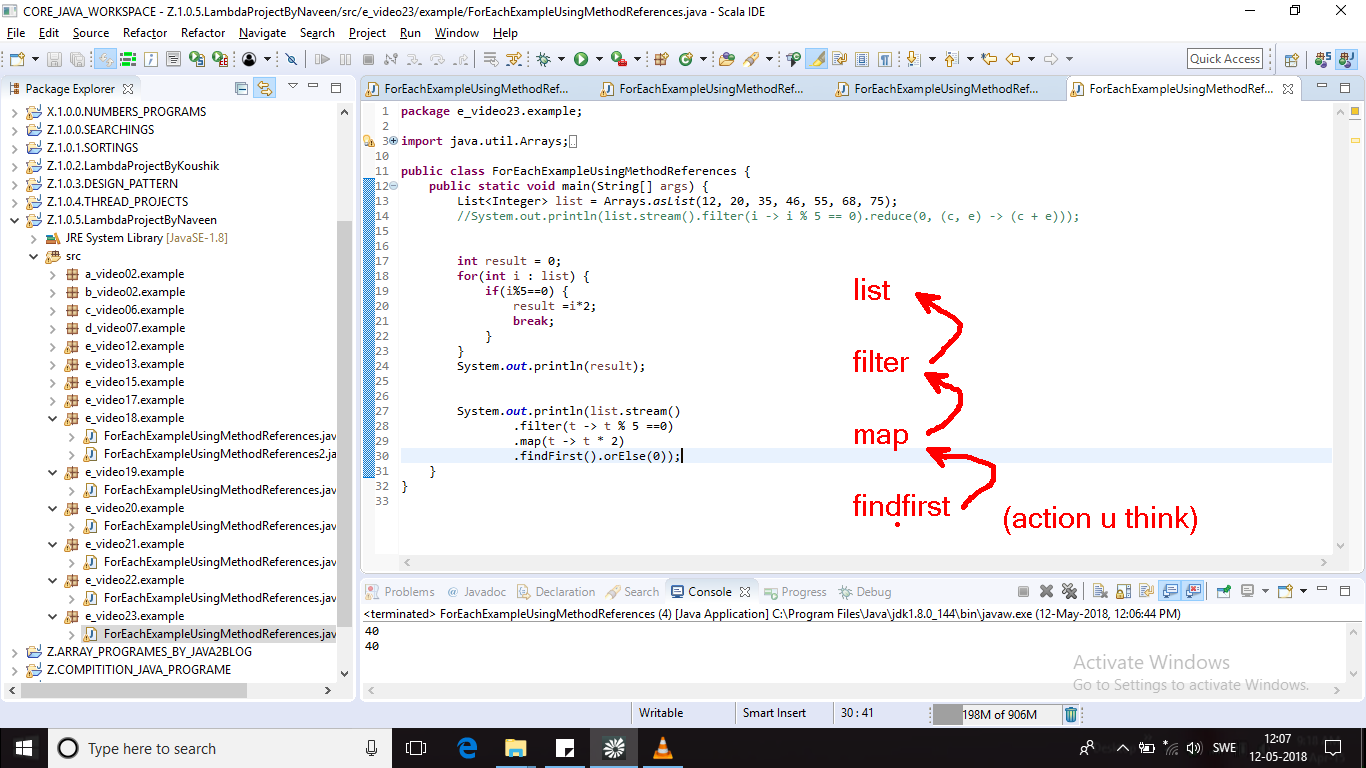 CORE_JAVA_WORKSPACE - Z.1.0.5.LambdaProjectByNaveen/src/e_video23/example/ForEachExampleUsingMethodReferences.java - Scala IDE
File Edit Source Refactor Refactor Navigate Search Project Run Window Help
Quick Access
Package Explorer
X.1.0.0.NUMBERS_PROGRAMS
Z.1.0.0.SEARCHINGS
Z.1.0.1.SORTINGS
Z.1.0.2.LambdaProjectByKoushik
Z.1.0.3.DESIGN_PATTERN
Z.1.0.4.THREAD_PROJECTS
Z.1.0.5.LambdaProjectByNaveen
JRE System Library [JavaSE-1.8]
src
a_video02.example
b_video02.example
c_video06.example
d_video07.example
e_video12.example
e_video13.example
e_video15.example
e_video17.example
e_video18.example
ForEachExampleUsingMethodReferences.jav
ForEachExampleUsingMethodReferences2.ja
e_video19.example
ForEachExampleUsingMethodReferences.jav
e_video20.example
ForEachExampleUsingMethodReferences.jav
e_video21.example
ForEachExampleUsingMethodReferences.jav
e_video22.example
ForEachExampleUsingMethodReferences.jav
e_video23.example
ForEachExampleUsingMethodReferences.jav
Z.ARRAY_PROGRAMES_BY_JAVA2BLOG
Z.COMPITITION_JAVA_PROGRAME
ForEachExampleUsingMethodRef... ForEachExampleUsingMethodRef... ForEachExampleUsingMethodRef... ForEachExampleUsingMethodRef...
1 package e_video23.example;
2
3 import java.util.Arrays;
10
11 public class ForEachExampleUsingMethodReferences {
12 public static void main(String[] args) {
13 List<Integer> list = Arrays.asList(12, 20, 35, 46, 55, 68, 75);
14 //System.out.println(list.stream().filter(i -> i % 5 == 0).reduce(0, (c, e) -> (c + e)));
15
16
17 int result = 0;
18 for(int i : list) {
19 if(i%5==0) {
20 result =i*2;
21 break;
22 }
23 }
24 System.out.println(result);
25
26
27 System.out.println(list.stream()
28 .filter(t -> t % 5 ==0)
29 .map(t -> t * 2)
30 .findFirst().orElse(0));
31 }
32 }
33
list
filter
map
findfirst
(action u think)
Problems @ Javadoc Declaration Search Console Progress Debug
<terminated> ForEachExampleUsingMethodReferences (4) [Java Application] C:\Program Files\Java\jdk1.8.0_144\bin\javaw.exe (12-May-2018, 12:06:44 PM)
40
40
Activate Windows
Go to Settings to activate Windows.
Writable Smart Insert 30 : 41 198M of 906M
Type here to search
SWE
12:07
12-05-2018